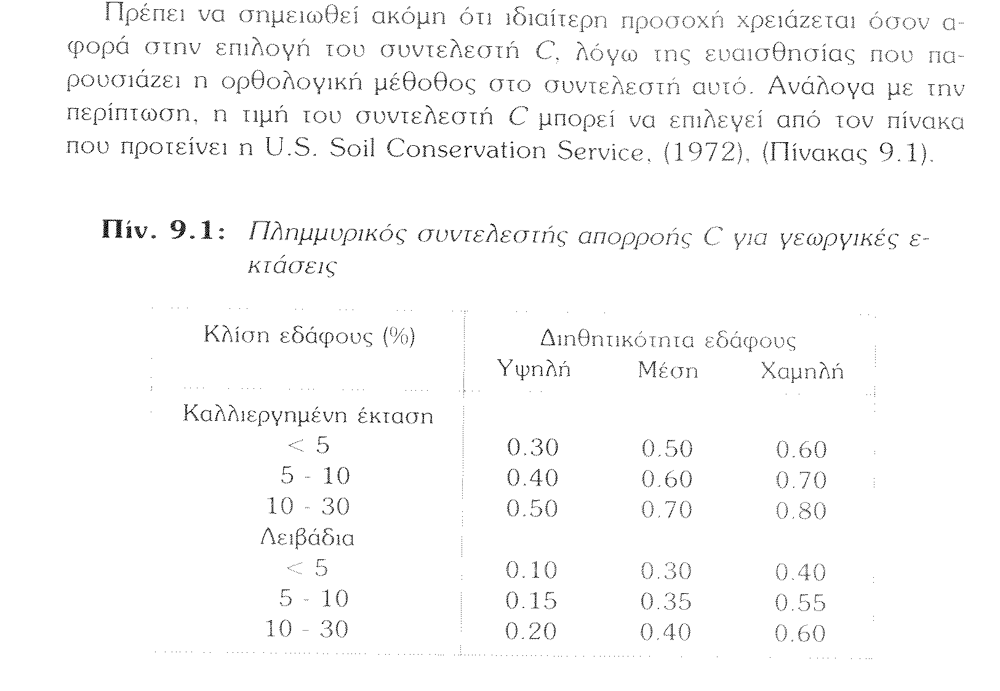 Πρέπει να σημειωθεί ακόμη ότι ιδιαίτερη προσοχή χρειάζεται όσον α-
φορά στην επιλογή του συντελεστή C, λόγω της ευαισθησίας που πα-
ρουσιάζει η ορθολογική μέθοθος στο συντελεστή αυτό. Ανάλογα με την
περίπτωση, η τιμή του συντελεστή C μπορεί να επιλεγεί από τον πίνακα
που προτείνει η U.S. Soil Conservation Service, (1972), (Πίνακας 9.1).
Πίν. 9.1: Πλημμυρικός συντελεστής απορροής C για γεωργικές ε-
κτάσεις
Κλίση εδάφους (%) Διηθητικότητα εδάφους
Υψηλή Μέση Χαμηλή
Καλλιεργημένη έκταση
< 5 0.30 0.50 0.60
5 - 10 0.40 0.60 0.70
10 - 30 0.50 0.70 0.80
Λειβάδια
< 5 0.10 0.30 0.40
5 - 10 0.15 0.35 0.55
10 - 30 0.20 0.40 0.60